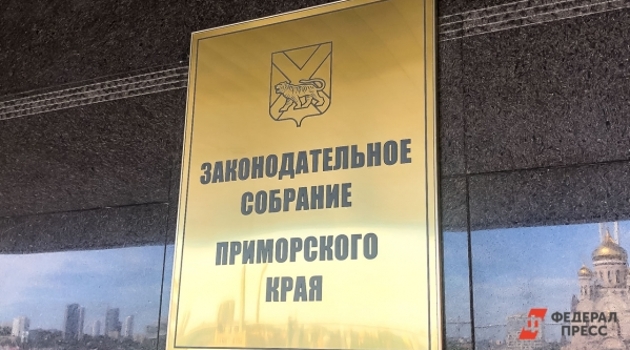 ЗАКОНОДАТЕЛЬНОЕ
СОБРАНИЕ
ПРИМОРСКОГО
КРАЯ
ФЕДЕРАЛ
ПРЕСС